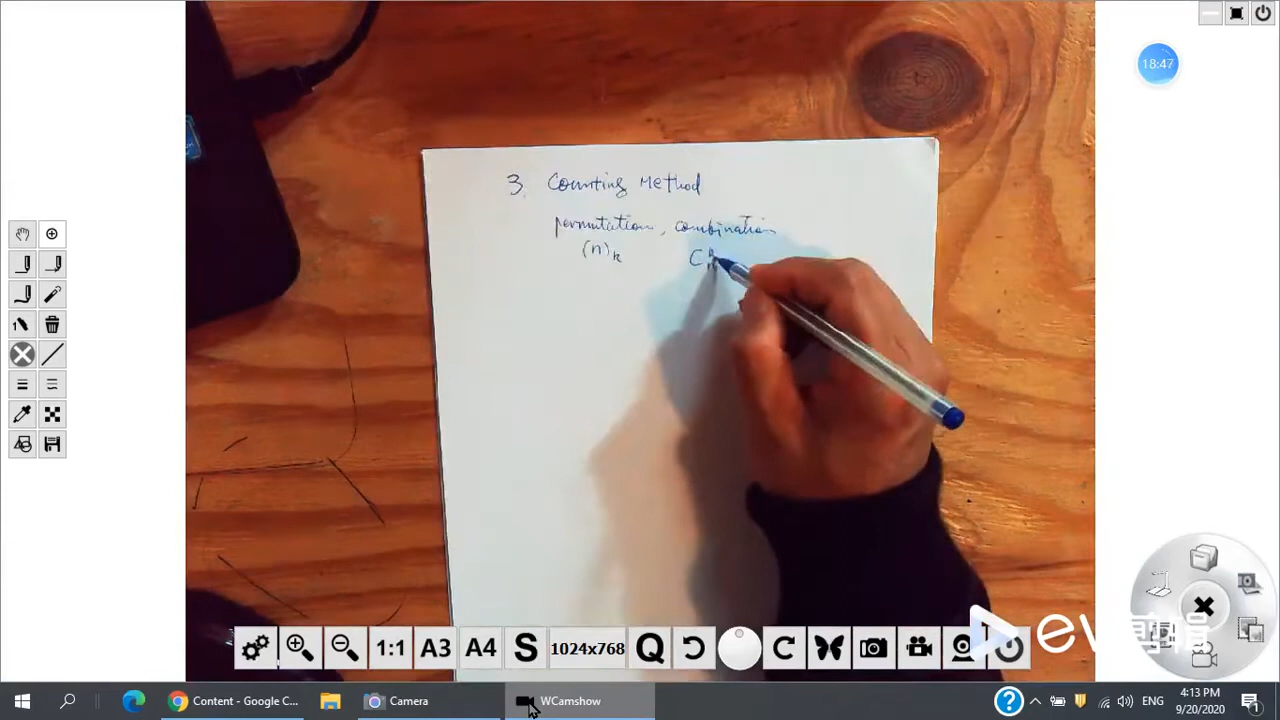 18:47
3. Counting Method
permutation, combination
(n)k
1:1
A3
A4
S
1024x768
Q
Content - Google C...
Camera
WCamshow
ENG
4:13 PM
9/20/2020
1